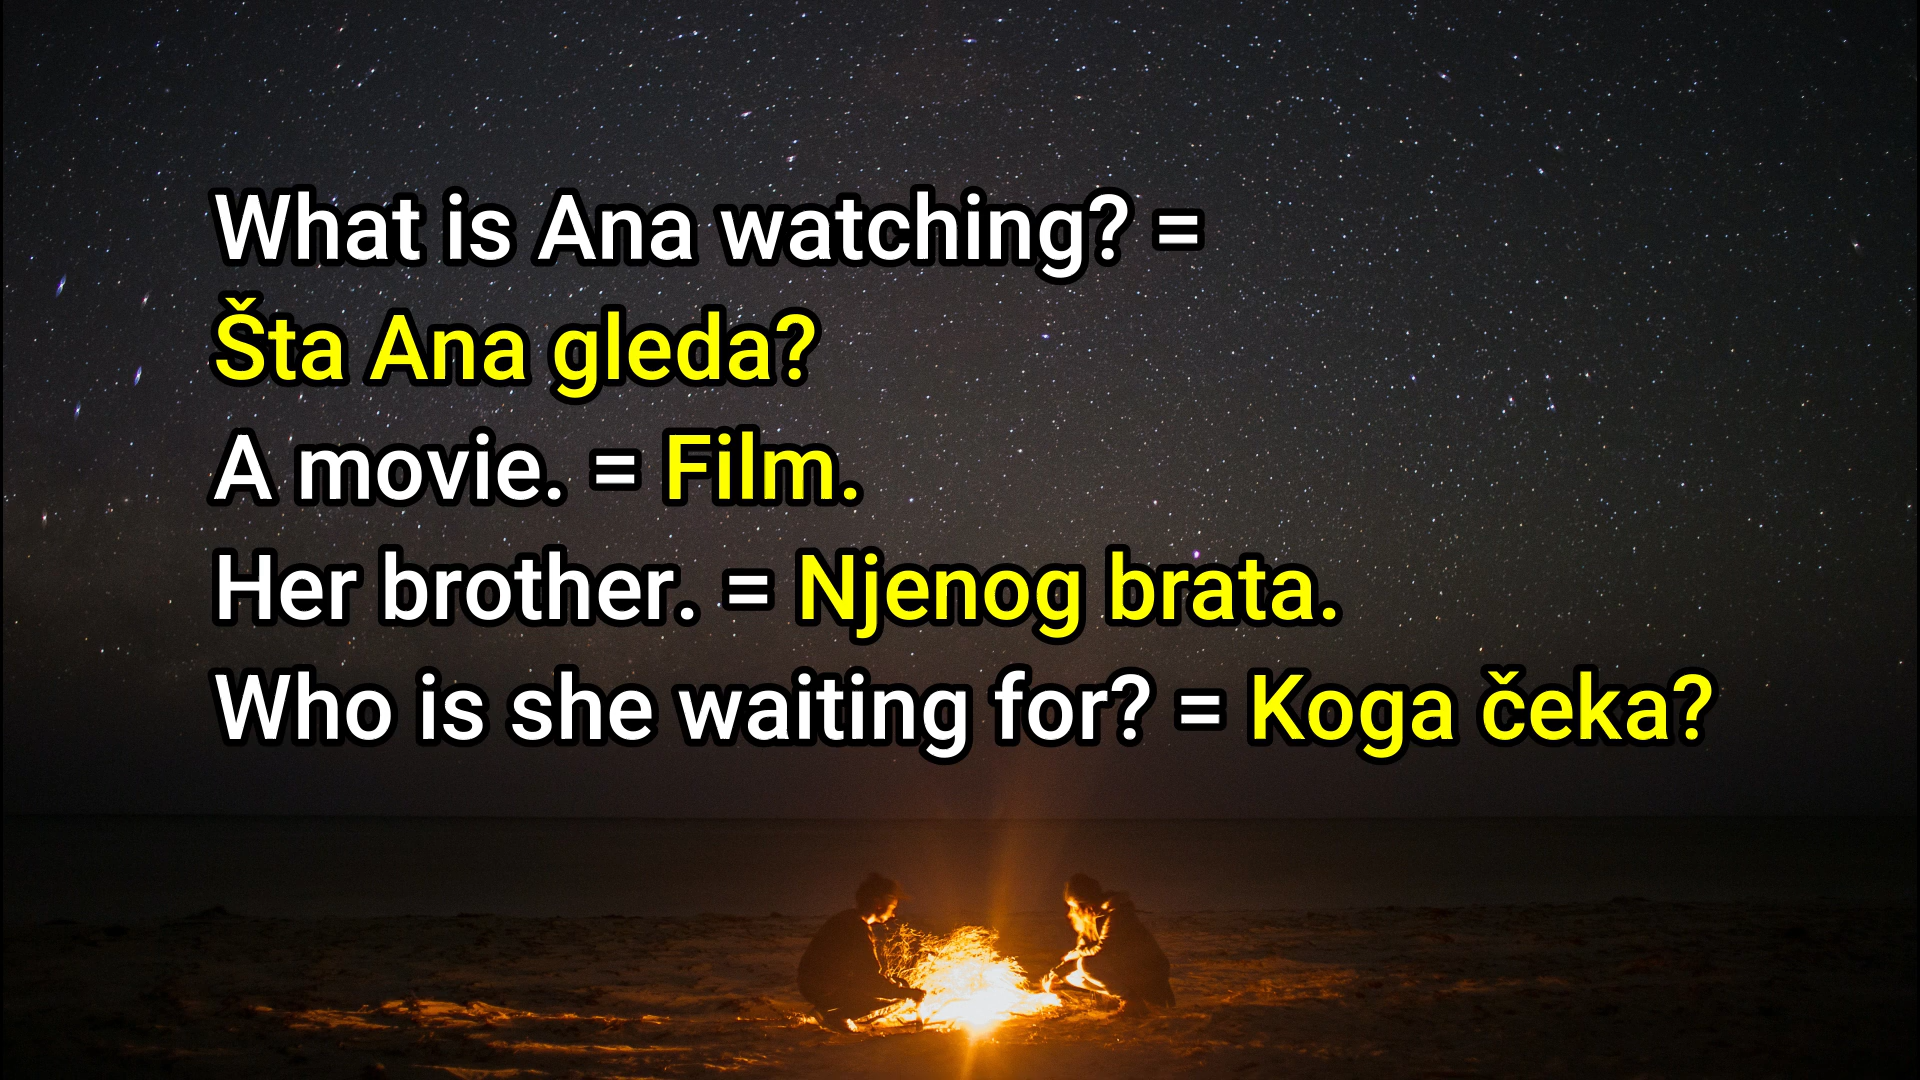 What is Ana watching? =
Šta Ana gleda?
A movie. = Film.
Her brother. = Njenog brata.
Who is she waiting for? = Koga čeka?